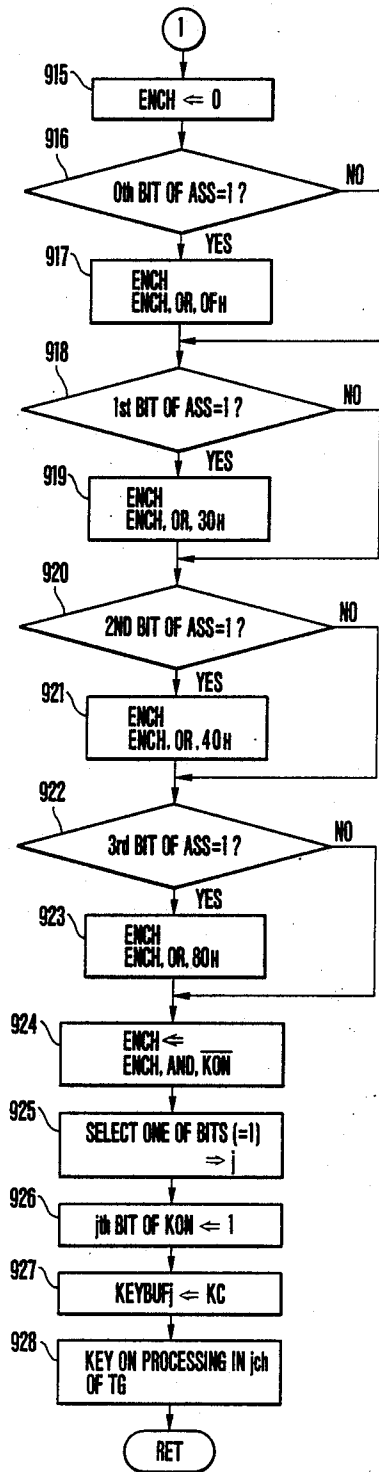 1
915
ENCH ⇐ 0
916
0th BIT OF ASS=1 ?
NO
YES
917
ENCH
ENCH, OR, 0FH
918
1st BIT OF ASS=1 ?
NO
YES
919
ENCH
ENCH, OR, 30H
920
2ND BIT OF ASS=1 ?
NO
YES
921
ENCH
ENCH, OR, 40H
922
3rd BIT OF ASS=1 ?
NO
YES
923
ENCH
ENCH, OR, 80H
924
ENCH ⇐
ENCH, AND, K̅O̅N̅
925
SELECT ONE OF BITS (=1)
⇒ j
926
jth BIT OF KON ⇐ 1
927
KEYBUFj ⇐ KC
928
KEY ON PROCESSING IN jch
OF TG
RET